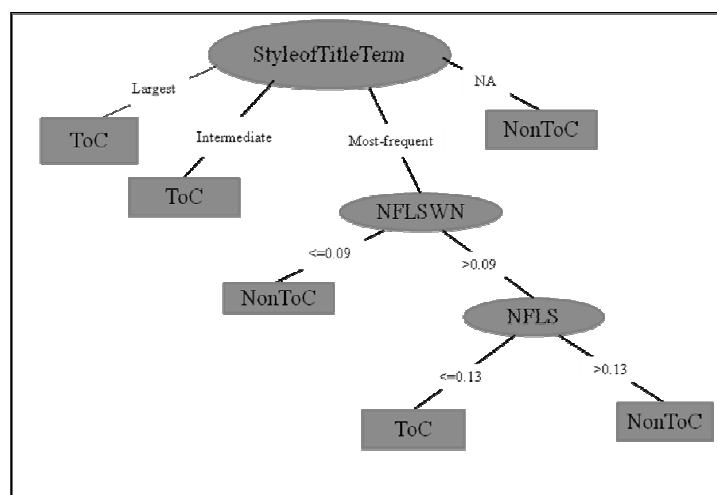 StyleofTitleTerm
Largest
NA
ToC
Intermediate
Most-frequent
NonToC
ToC
NFLSWN
<=0.09
>0.09
NonToC
NFLS
<=0.13
>0.13
ToC
NonToC